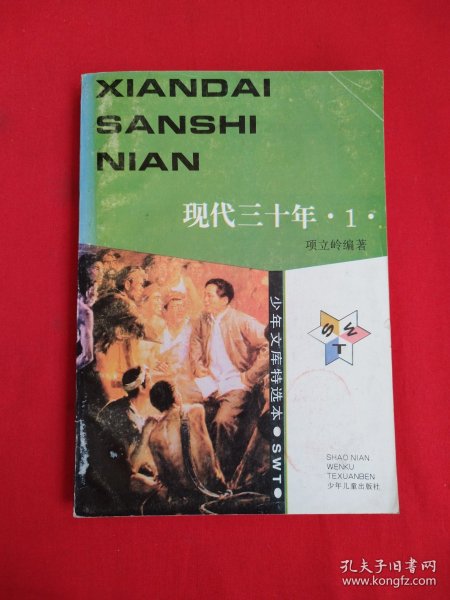 XIANDAI
SANSHI
NIAN
现代三十年·1·
项立岭编著
少年文库特选本●SWT●
S W T
SHAO NIAN
WENKU
TEXUANBEN
少年儿童出版社
孔夫子旧书网
www.kongfz.com